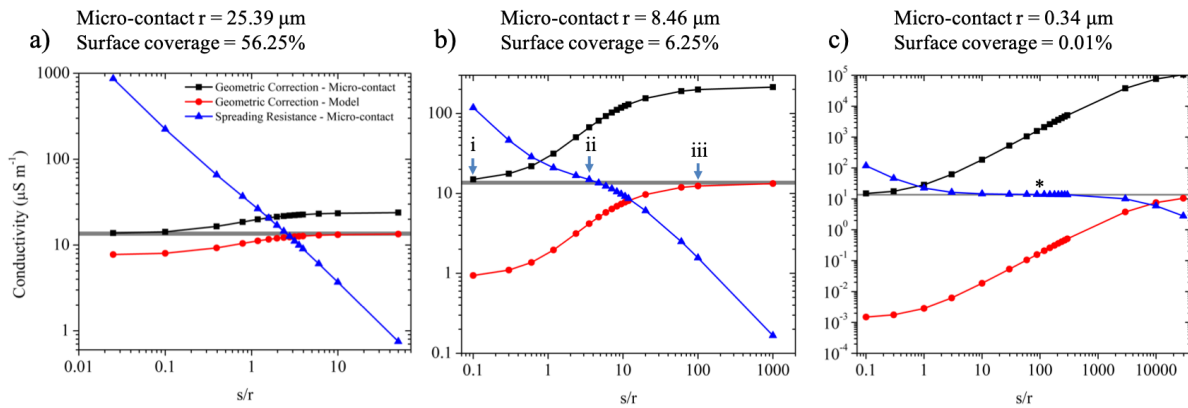 Micro-contact r = 25.39 μm
Surface coverage = 56.25%
a)
1000
100
10
1
0.01
0.1
1
10
s/r
Conductivity (μS m⁻¹)
Geometric Correction - Micro-contact
Geometric Correction - Model
Spreading Resistance - Micro-contact
Micro-contact r = 8.46 μm
Surface coverage = 6.25%
b)
100
10
1
0.1
i
ii
iii
0.1
1
10
100
1000
s/r
Micro-contact r = 0.34 μm
Surface coverage = 0.01%
c)
10⁵
10⁴
10³
10²
10¹
10⁰
10⁻¹
10⁻²
10⁻³
10⁻⁴
*
0.1
1
10
100
1000
10000
s/r